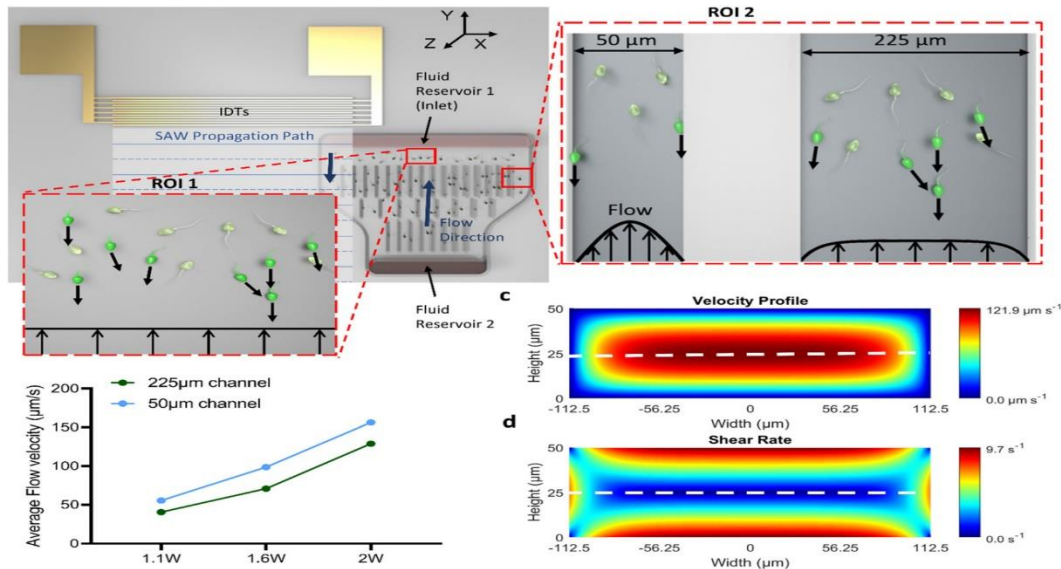 Y
Z
X
IDTs
SAW Propagation Path
Fluid
Reservoir 1
(Inlet)
Flow
Direction
Fluid
Reservoir 2
ROI 1
ROI 2
50 µm
225 µm
Flow
200
150
100
50
0
Average Flow velocity (µm/s)
225µm channel
50µm channel
1.1W
1.6W
2W
c
Velocity Profile
50
25
0
Height (µm)
-112.5
-56.25
0
56.25
112.5
Width (µm)
121.9 µm s⁻¹
0.0 µm s⁻¹
d
Shear Rate
50
25
0
Height (µm)
-112.5
-56.25
0
56.25
112.5
Width (µm)
9.7 s⁻¹
0.0 s⁻¹